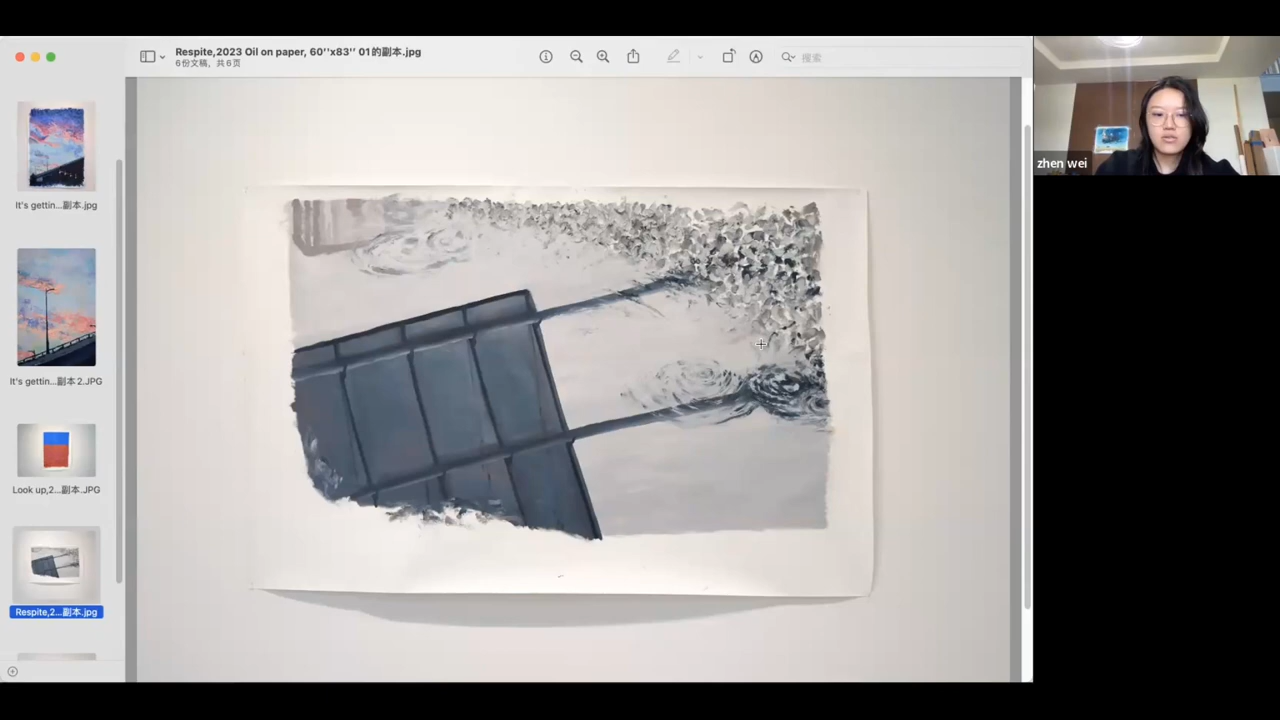 Respite,2023 Oil on paper, 60’'x83’’ 01的副本.jpg
6份文稿，共6页
搜索
It's gettin...副本.jpg
It's gettin...副本 2.JPG
Look up,2...副本.JPG
Respite,2...副本.jpg
zhen wei